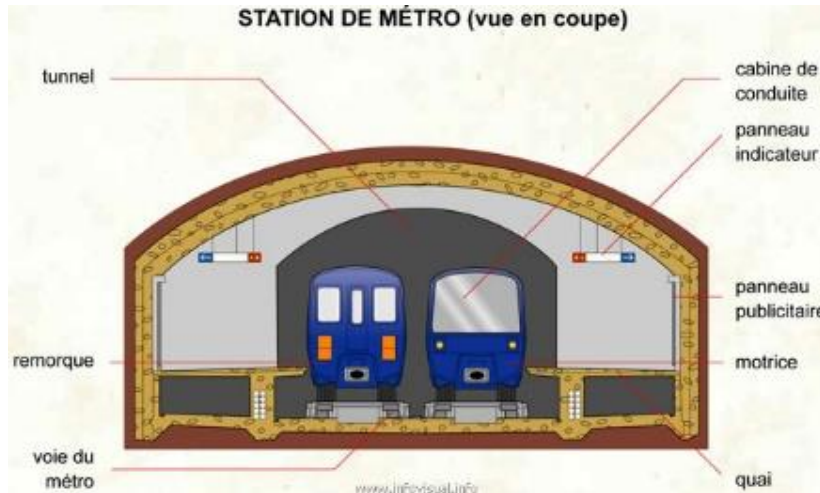 STATION DE MÉTRO (vue en coupe)
tunnel
cabine de
conduite
panneau
indicateur
panneau
publicitaire
remorque
motrice
voie du
métro
quai
www.infovisual.info